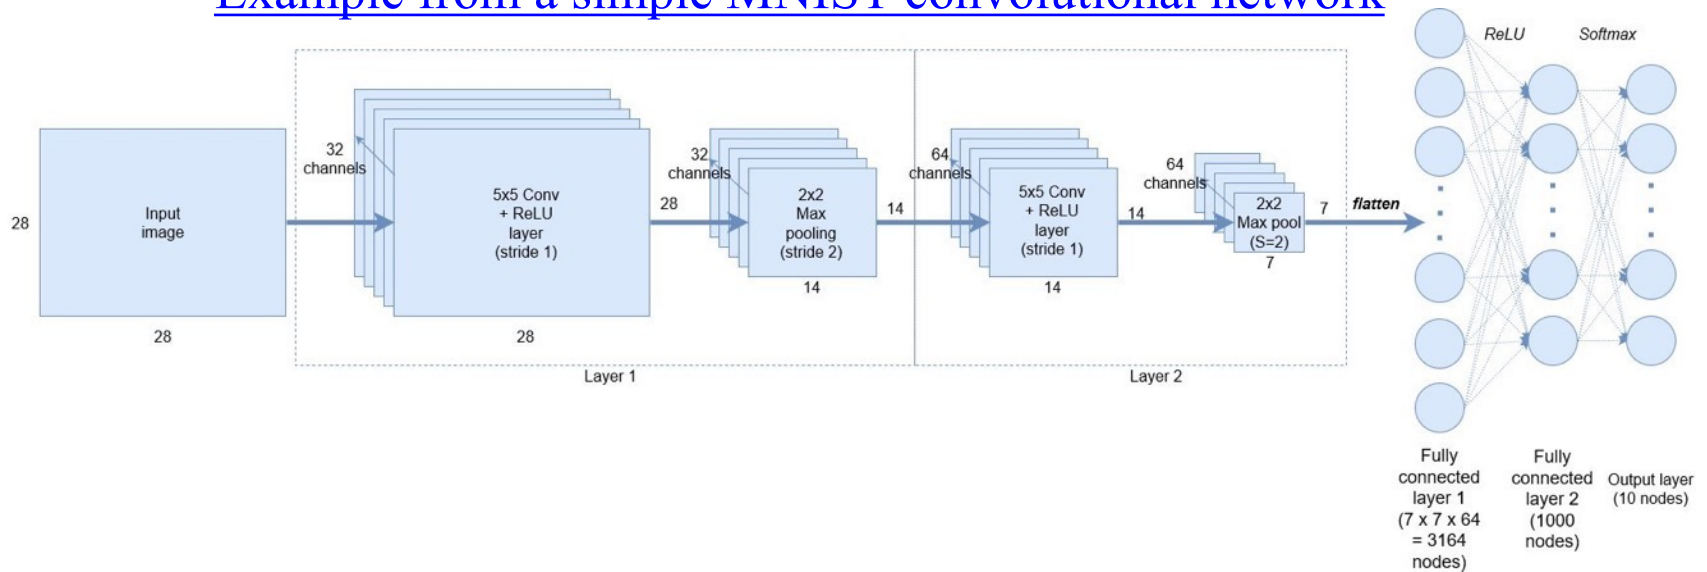 Example from a simple MNIST convolutional network
28
Input
image
28
32
channels
5x5 Conv
+ ReLU
layer
(stride 1)
28
28
32
channels
2x2
Max
pooling
(stride 2)
14
14
Layer 1
64
channels
5x5 Conv
+ ReLU
layer
(stride 1)
14
14
64
channels
2x2
Max pool
(S=2)
7
7
Layer 2
flatten
ReLU
Softmax
Fully
connected
layer 1
(7 x 7 x 64
= 3164
nodes)
Fully
connected
layer 2
(1000
nodes)
Output layer
(10 nodes)